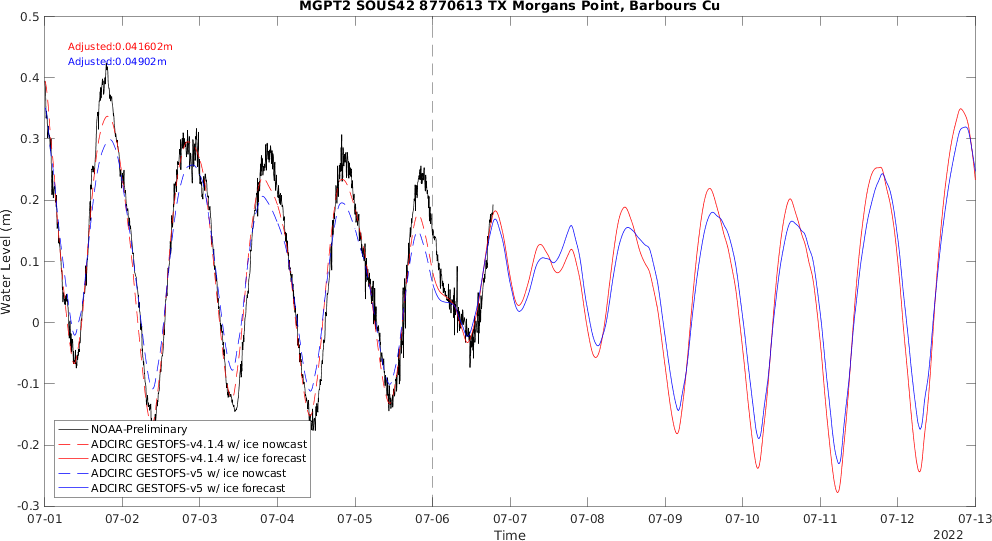 MGPT2 SOUS42 8770613 TX Morgans Point, Barbours Cu
Adjusted:0.041602m
Adjusted:0.04902m
0.5
0.4
0.3
0.2
0.1
0
-0.1
-0.2
-0.3
Water Level (m)
NOAA-Preliminary
ADCIRC GESTOFS-v4.1.4 w/ ice nowcast
ADCIRC GESTOFS-v4.1.4 w/ ice forecast
ADCIRC GESTOFS-v5 w/ ice nowcast
ADCIRC GESTOFS-v5 w/ ice forecast
07-01 07-02 07-03 07-04 07-05 07-06 07-07 07-08 07-09 07-10 07-11 07-12 07-13
Time
2022